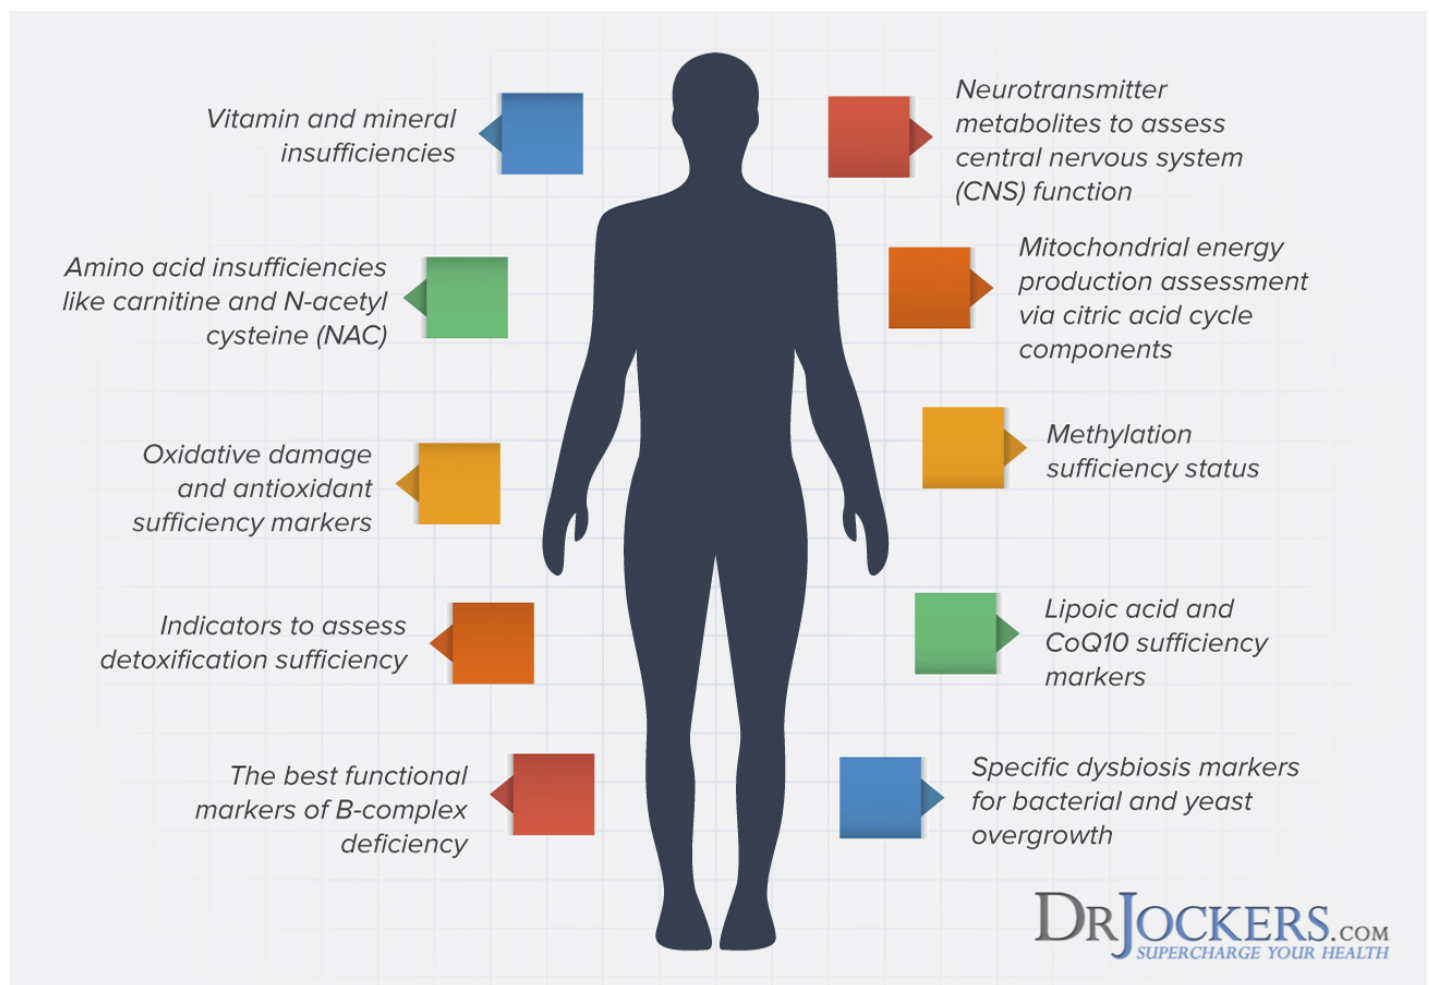 Vitamin and mineral
insufficiencies
Amino acid insufficiencies
like carnitine and N-acetyl
cysteine (NAC)
Oxidative damage
and antioxidant
sufficiency markers
Indicators to assess
detoxification sufficiency
The best functional
markers of B-complex
deficiency
Neurotransmitter
metabolites to assess
central nervous system
(CNS) function
Mitochondrial energy
production assessment
via citric acid cycle
components
Methylation
sufficiency status
Lipoic acid and
CoQ10 sufficiency
markers
Specific dysbiosis markers
for bacterial and yeast
overgrowth
DRJOCKERS.COM
SUPERCHARGE YOUR HEALTH